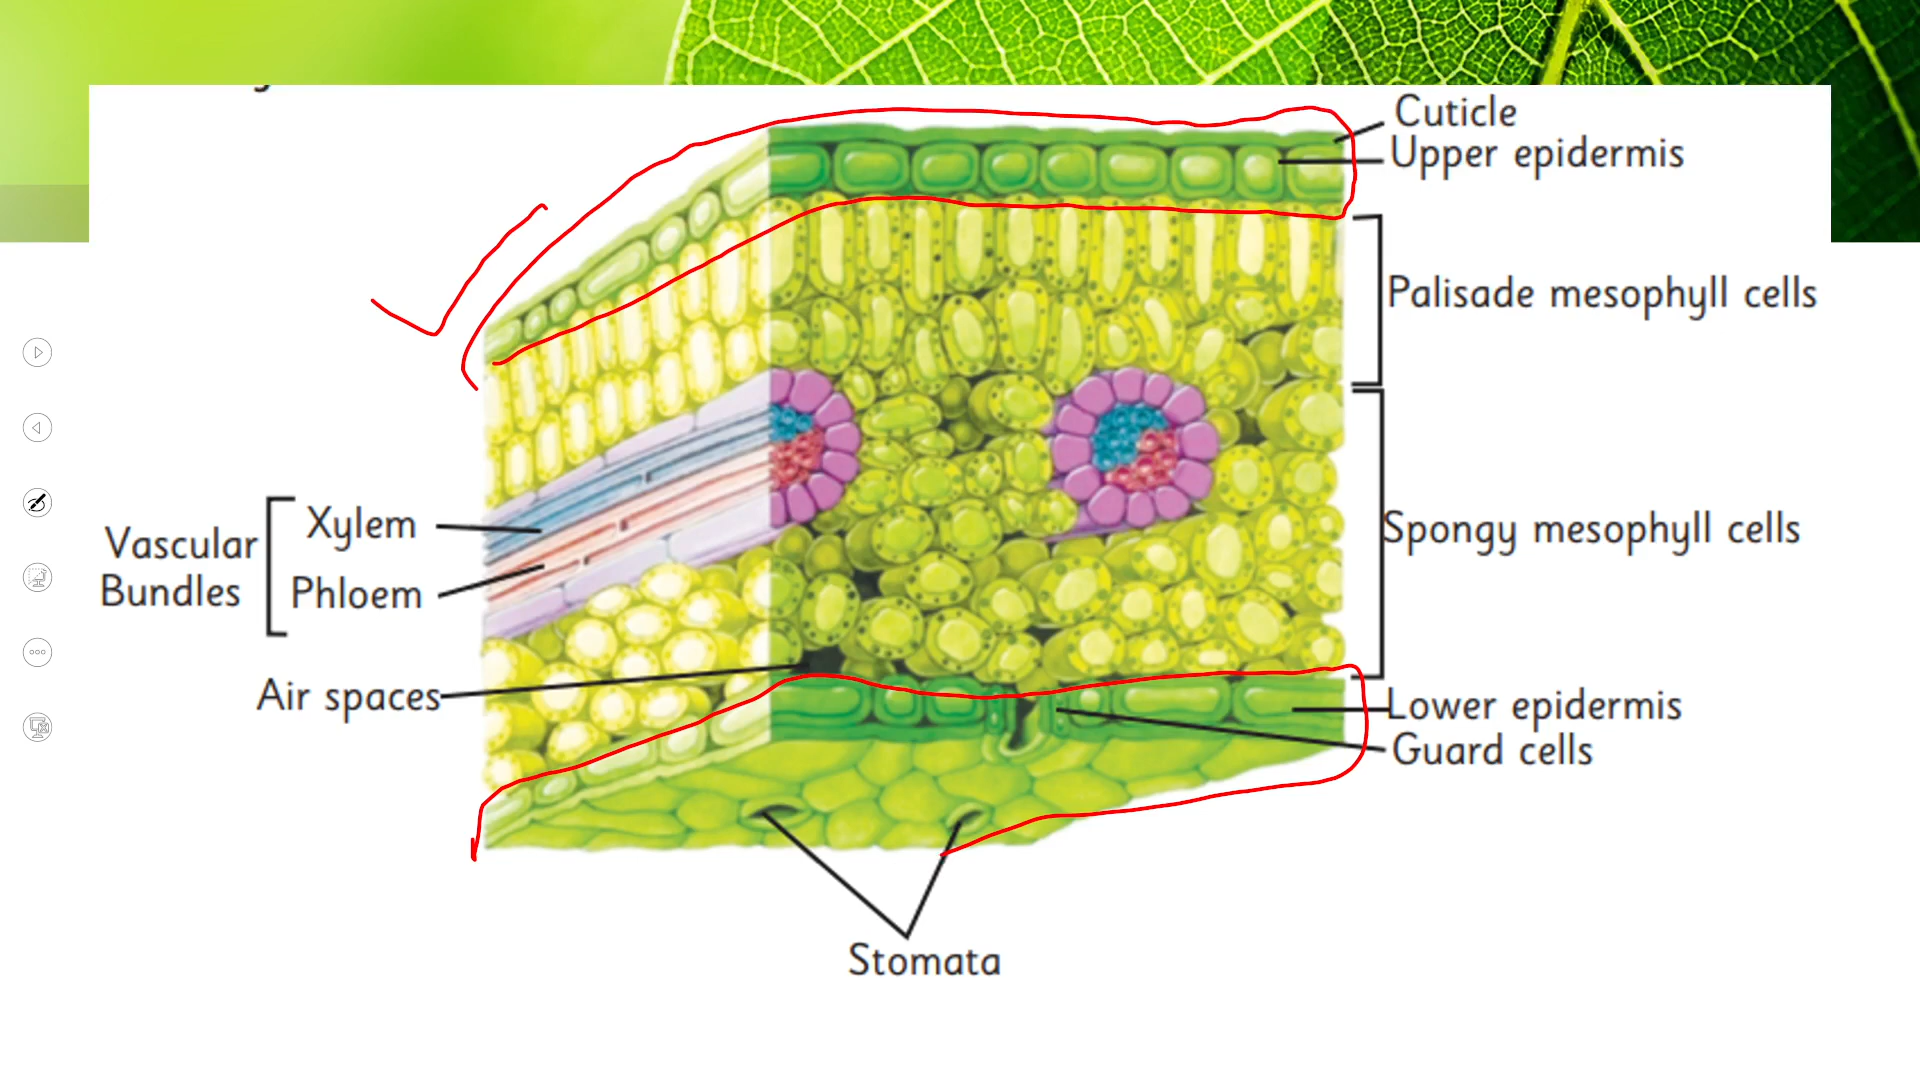 Cuticle
Upper epidermis
Palisade mesophyll cells
Vascular
Bundles
Xylem
Phloem
Spongy mesophyll cells
Air spaces
Lower epidermis
Guard cells
Stomata